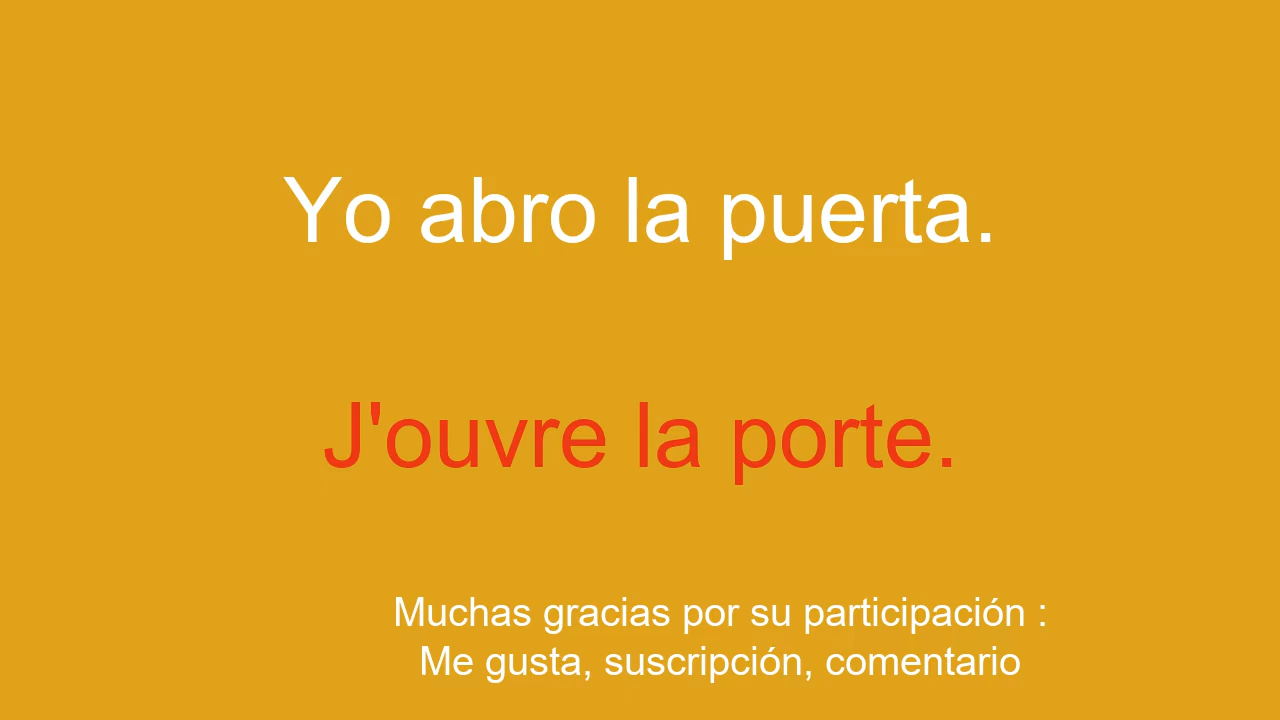 Yo abro la puerta.
J'ouvre la porte.
Muchas gracias por su participación :
Me gusta, suscripción, comentario